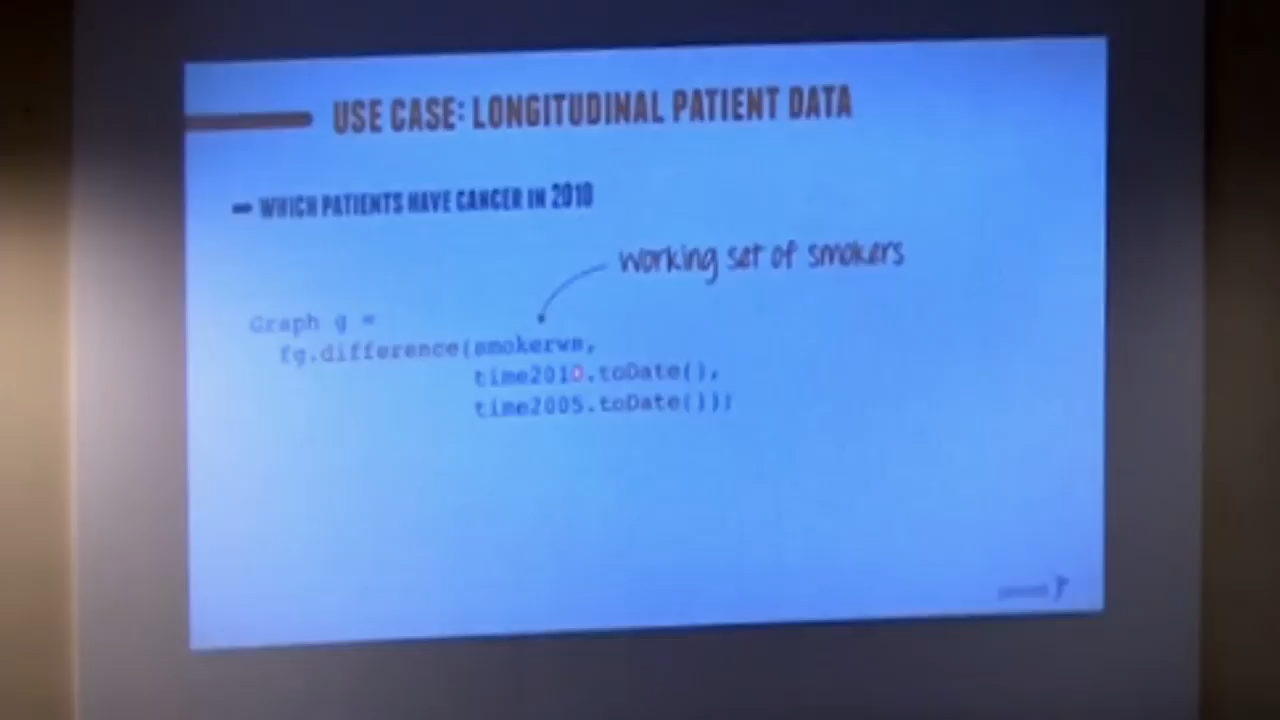 USE CASE: LONGITUDINAL PATIENT DATA
WHICH PATIENTS HAVE CANCER IN 2010
working set of smokers
Graph g =
fg.difference(smokerws,
time2010.toDate(),
time2005.toDate());